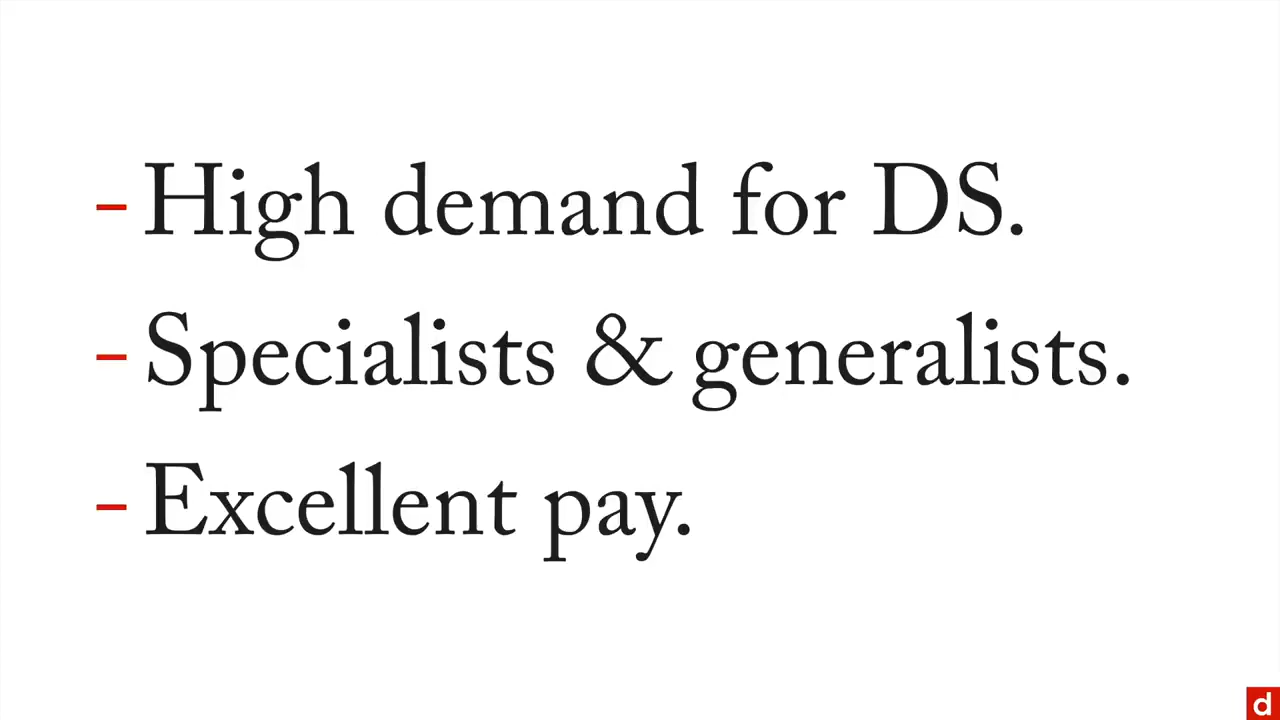 - High demand for DS.
- Specialists & generalists.
- Excellent pay.
d